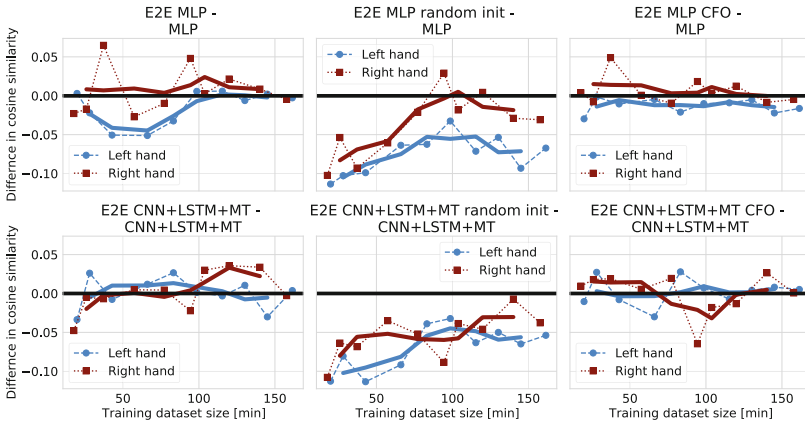 E2E MLP -
MLP
E2E MLP random init -
MLP
E2E MLP CFO -
MLP
Differnce in cosine similarity
0.05
0.00
−0.05
−0.10
Left hand
Right hand
Left hand
Right hand
Left hand
Right hand
E2E CNN+LSTM+MT -
CNN+LSTM+MT
E2E CNN+LSTM+MT random init -
CNN+LSTM+MT
E2E CNN+LSTM+MT CFO -
CNN+LSTM+MT
Differnce in cosine similarity
0.05
0.00
−0.05
−0.10
Left hand
Right hand
Left hand
Right hand
Left hand
Right hand
0 50 100 150
0 50 100 150
0 50 100 150
Training dataset size [min]
Training dataset size [min]
Training dataset size [min]